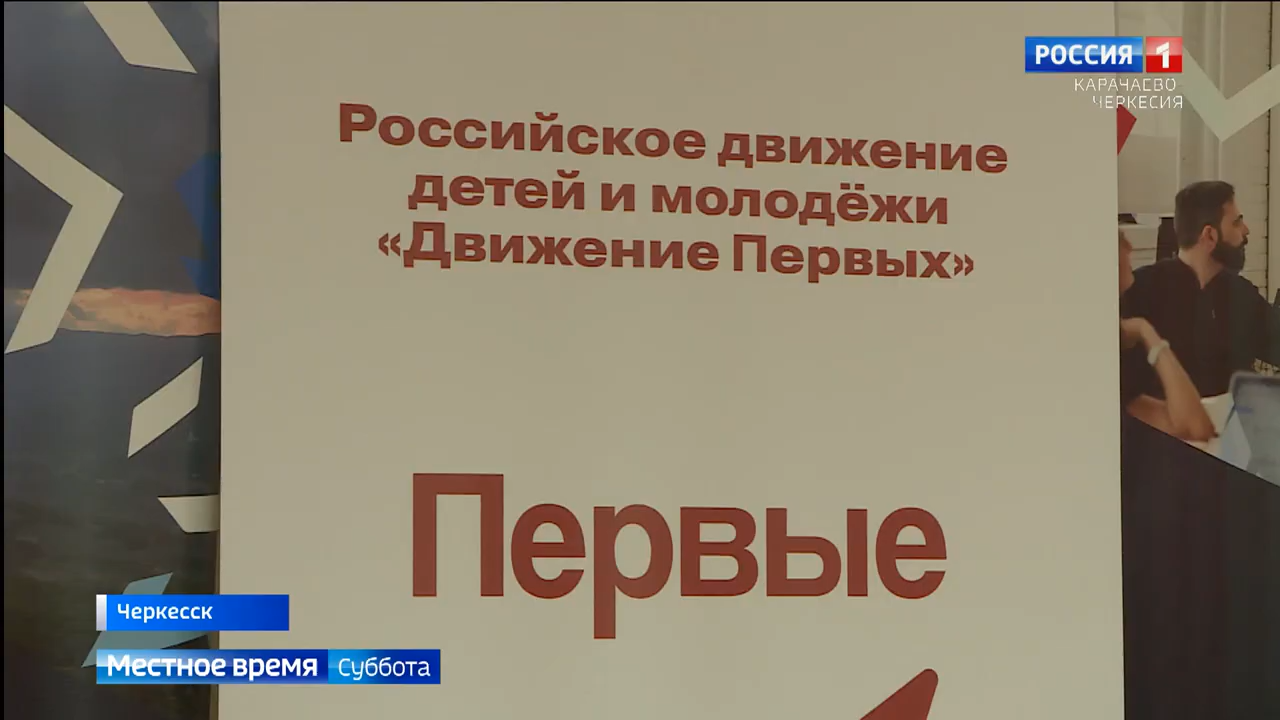 РОССИЯ 1
КАРАЧАЕВО
ЧЕРКЕСИЯ
Российское движение
детей и молодёжи
«Движение Первых»
Первые
Черкесск
Местное время Суббота